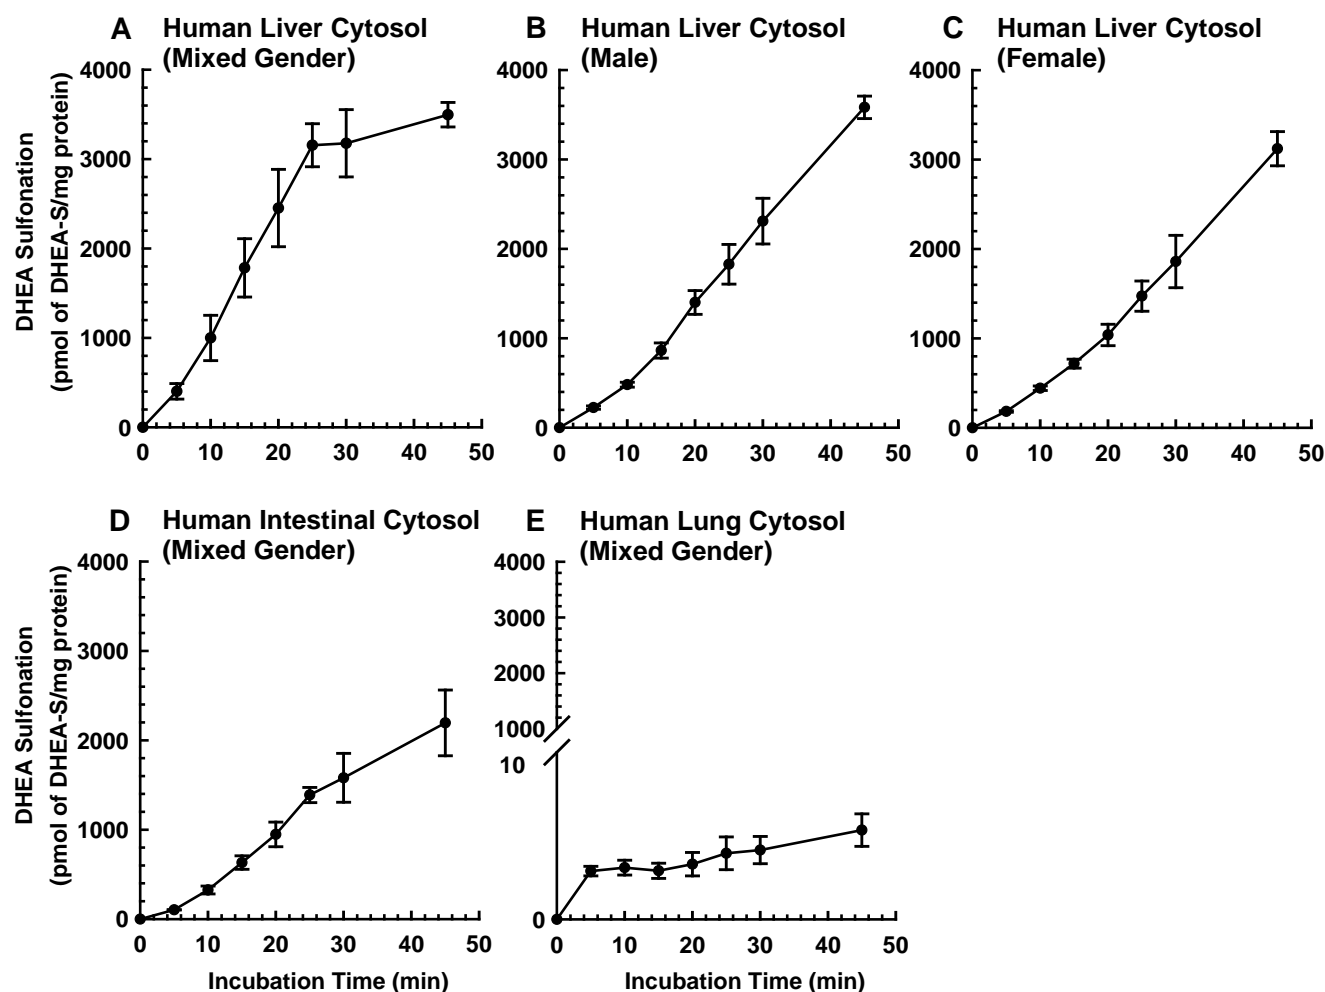 A Human Liver Cytosol
(Mixed Gender)
DHEA Sulfonation
(pmol of DHEA-S/mg protein)
4000
3000
2000
1000
0
0 10 20 30 40 50
B Human Liver Cytosol
(Male)
4000
3000
2000
1000
0
0 10 20 30 40 50
C Human Liver Cytosol
(Female)
4000
3000
2000
1000
0
0 10 20 30 40 50
D Human Intestinal Cytosol
(Mixed Gender)
DHEA Sulfonation
(pmol of DHEA-S/mg protein)
4000
3000
2000
1000
0
0 10 20 30 40 50
Incubation Time (min)
E Human Lung Cytosol
(Mixed Gender)
4000
3000
2000
1000
10
0
0 10 20 30 40 50
Incubation Time (min)